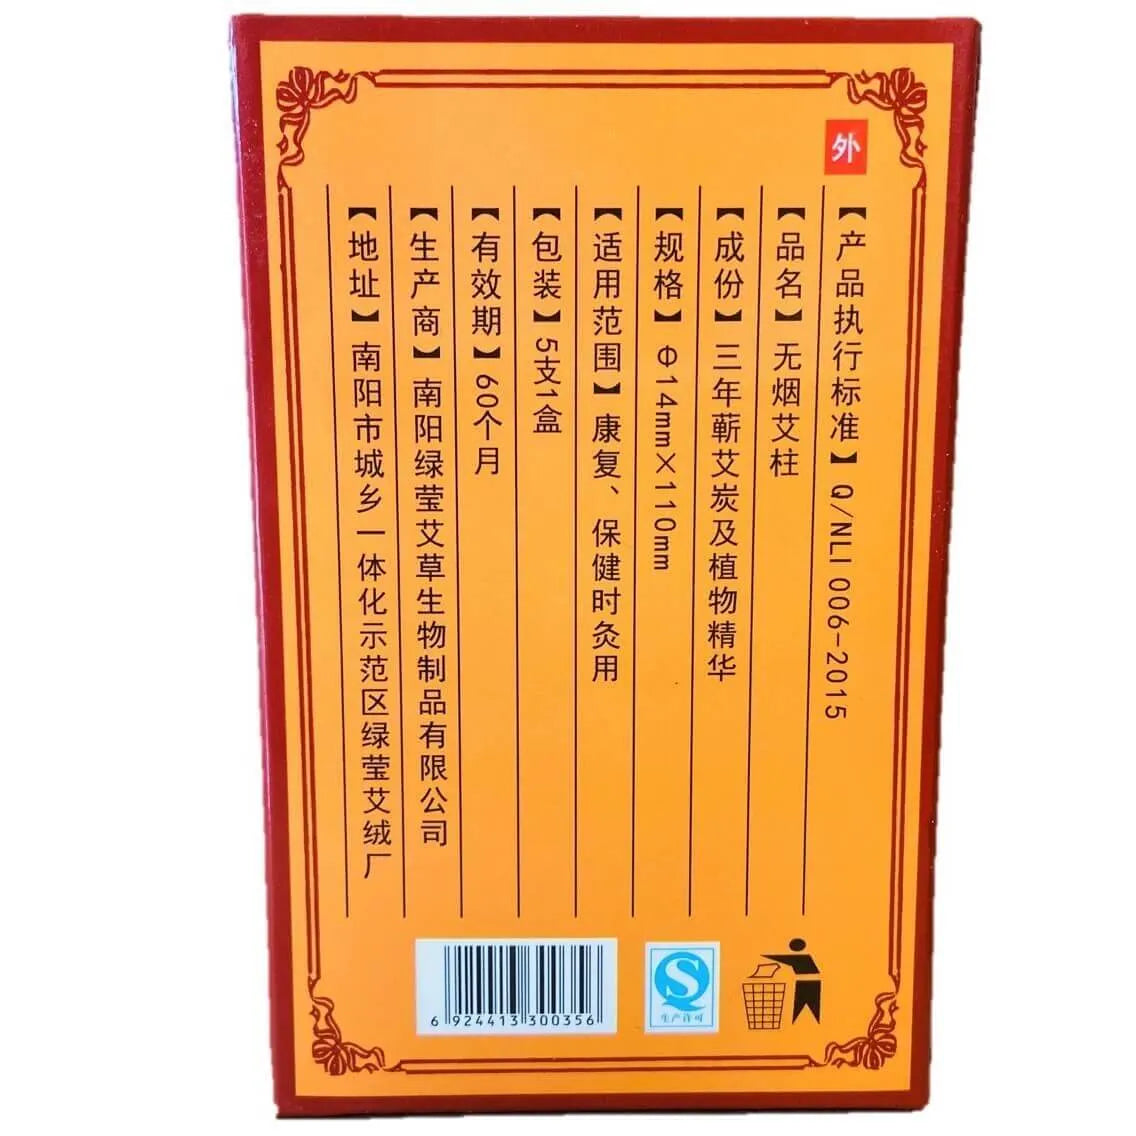 外
【产品执行标准】Q/NLI006-2015
【品名】无烟艾柱
【成份】三年蕲艾炭及植物精华
【规格】Φ14mm×110mm
【适用范围】康复、保健时灸用
【包装】5支1盒
【有效期】60个月
【生产商】南阳绿莹艾草生物制品有限公司
【地址】南阳市城乡一体化示范区绿莹艾绒厂
6 924413 300356
生产许可